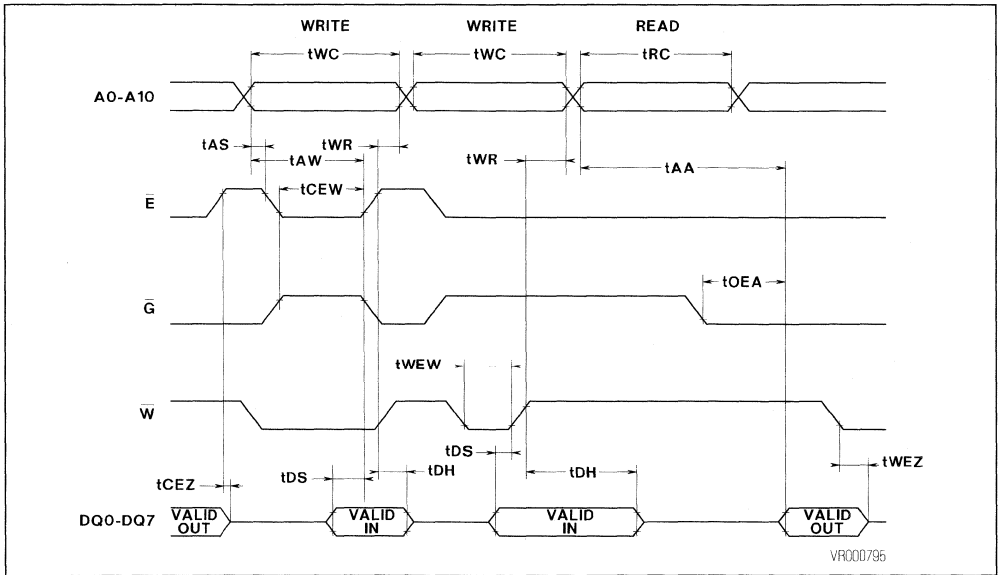 WRITE WRITE READ
tWC tWC tRC
A0-A10
tAS tWR tWR
tAW tAA
tCEW
E̅
tOEA
G̅
tWEW
W̅
tDS
tDH tDH tWEZ
tCEZ tDS
DQ0-DQ7 VALID OUT VALID IN VALID IN VALID OUT
VR000795